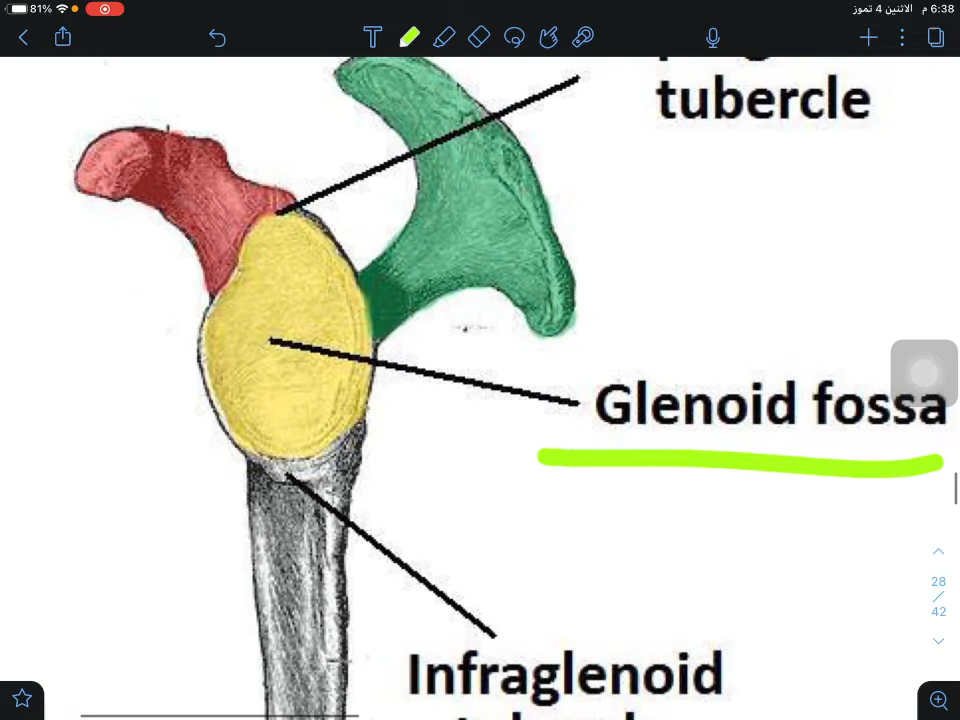 81%
6:38 م الاثنين 4 تموز
tubercle
Glenoid fossa
28
/
42
Infraglenoid